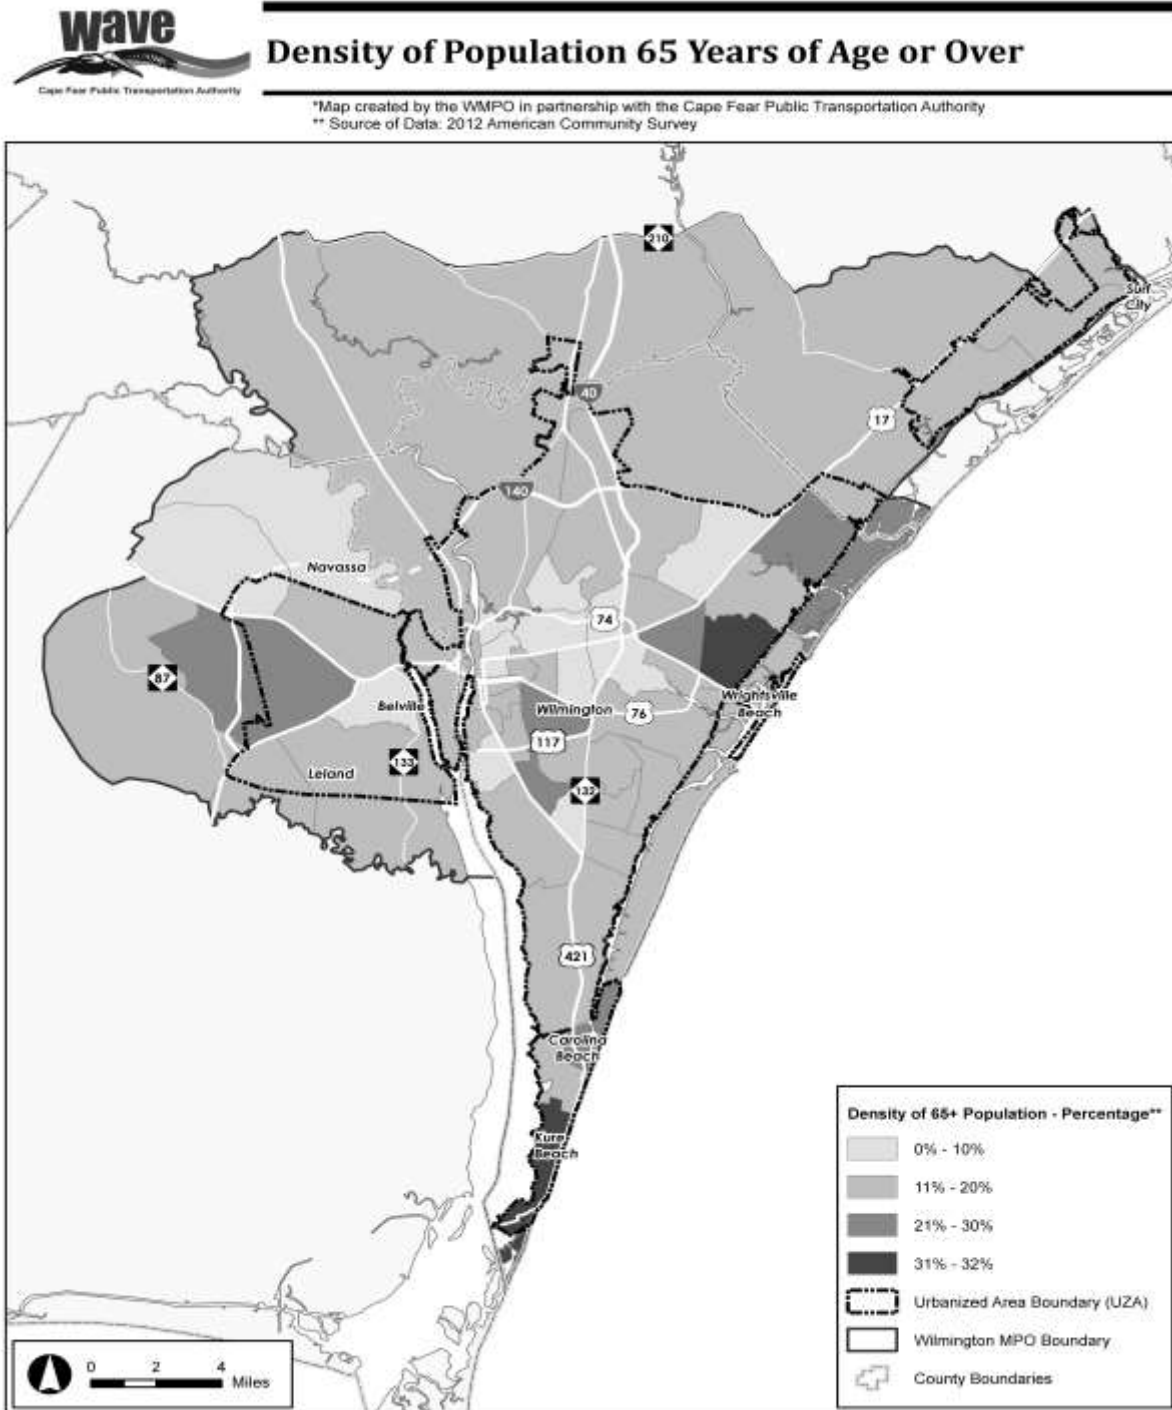 wave
Cape Fear Public Transportation Authority
Density of Population 65 Years of Age or Over
*Map created by the WMPO in partnership with the Cape Fear Public Transportation Authority
** Source of Data: 2012 American Community Survey
210
Surf
City
40
17
140
Navassa
74
87
Wrightsville
Beach
Belville
Wilmington
76
117
Leland
133
132
421
Carolina
Beach
Kure
Beach
Density of 65+ Population - Percentage**
0% - 10%
11% - 20%
21% - 30%
31% - 32%
Urbanized Area Boundary (UZA)
Wilmington MPO Boundary
County Boundaries
0 2 4
Miles